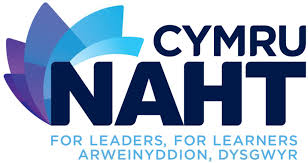 CYMRU
NAHT
FOR LEADERS, FOR LEARNERS
ARWEINYDDION, DYSGWYR